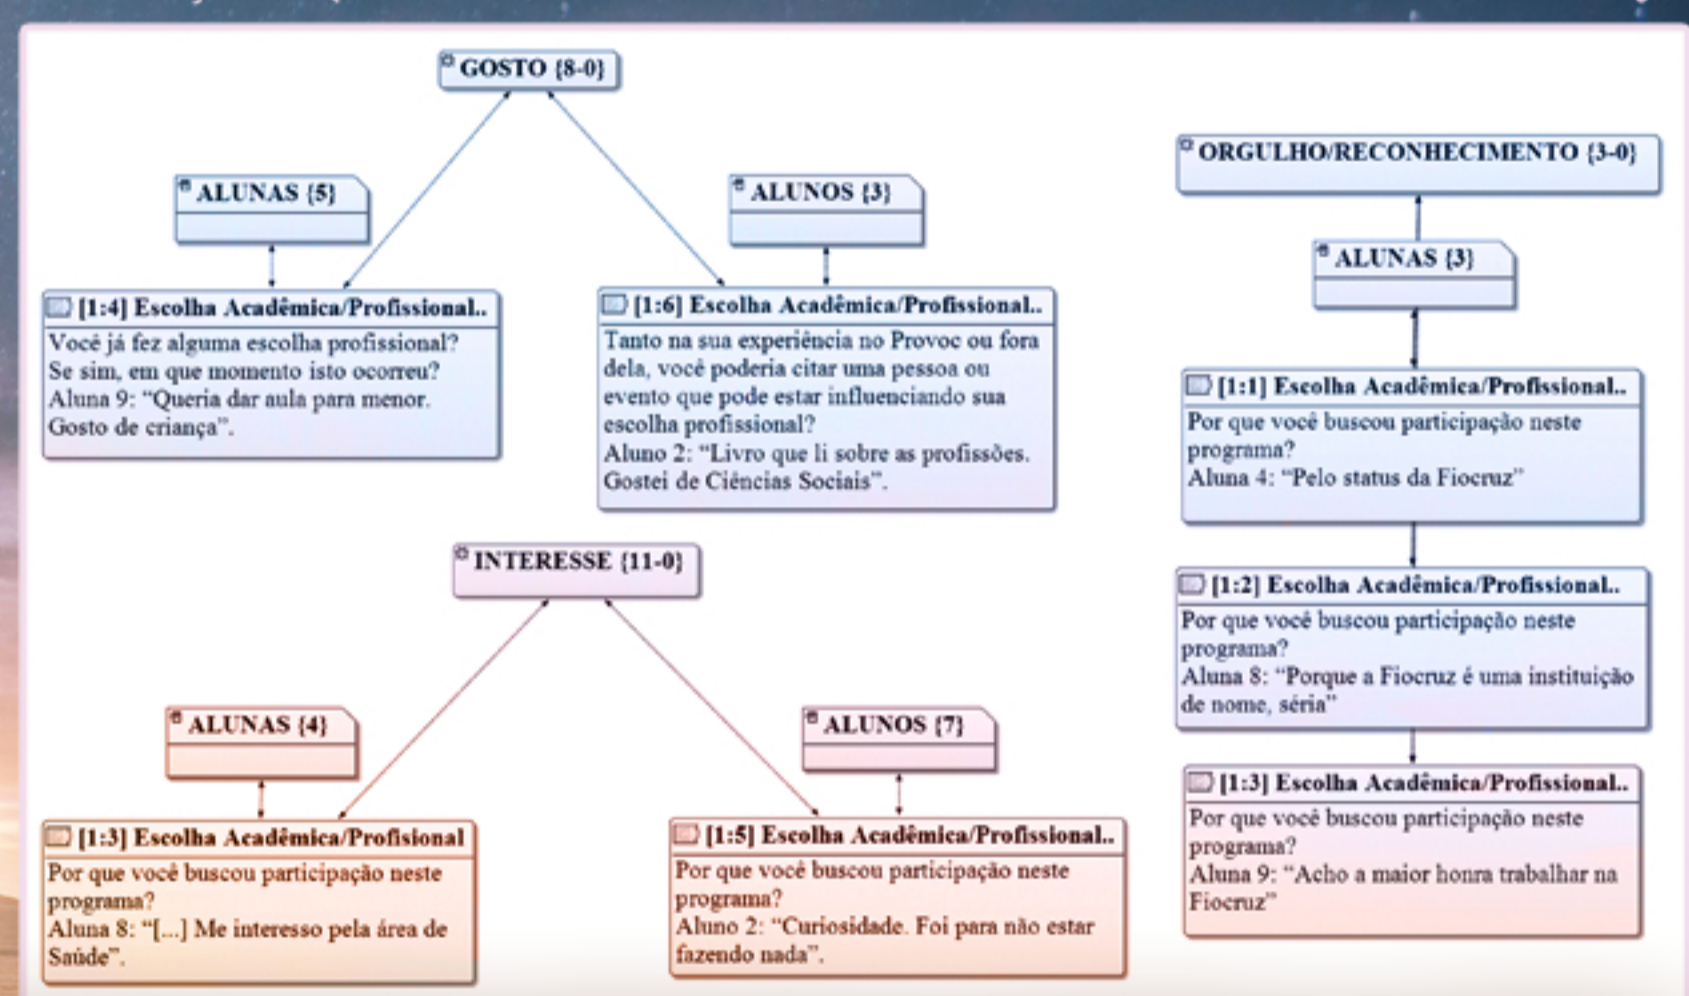 GOSTO {8-0}
ALUNAS {5}
ALUNOS {3}
[1:4] Escolha Acadêmica/Profissional..
Você já fez alguma escolha profissional?
Se sim, em que momento isto ocorreu?
Aluna 9: “Queria dar aula para menor.
Gosto de criança”.
[1:6] Escolha Acadêmica/Profissional..
Tanto na sua experiência no Provoc ou fora
dela, você poderia citar uma pessoa ou
evento que pode estar influenciando sua
escolha profissional?
Aluno 2: “Livro que li sobre as profissões.
Gostei de Ciências Sociais”.
INTERESSE {11-0}
ALUNAS {4}
ALUNOS {7}
[1:3] Escolha Acadêmica/Profisional
Por que você buscou participação neste
programa?
Aluna 8: “[...] Me interesso pela área de
Saúde”.
[1:5] Escolha Acadêmica/Profissional..
Por que você buscou participação neste
programa?
Aluno 2: “Curiosidade. Foi para não estar
fazendo nada”.
ORGULHO/RECONHECIMENTO {3-0}
ALUNAS {3}
[1:1] Escolha Acadêmica/Profissional..
Por que você buscou participação neste
programa?
Aluna 4: “Pelo status da Fiocruz”
[1:2] Escolha Acadêmica/Profissional..
Por que você buscou participação neste
programa?
Aluna 8: “Porque a Fiocruz é uma instituição
de nome, séria”
[1:3] Escolha Acadêmica/Profissional..
Por que você buscou participação neste
programa?
Aluna 9: “Acho a maior honra trabalhar na
Fiocruz”